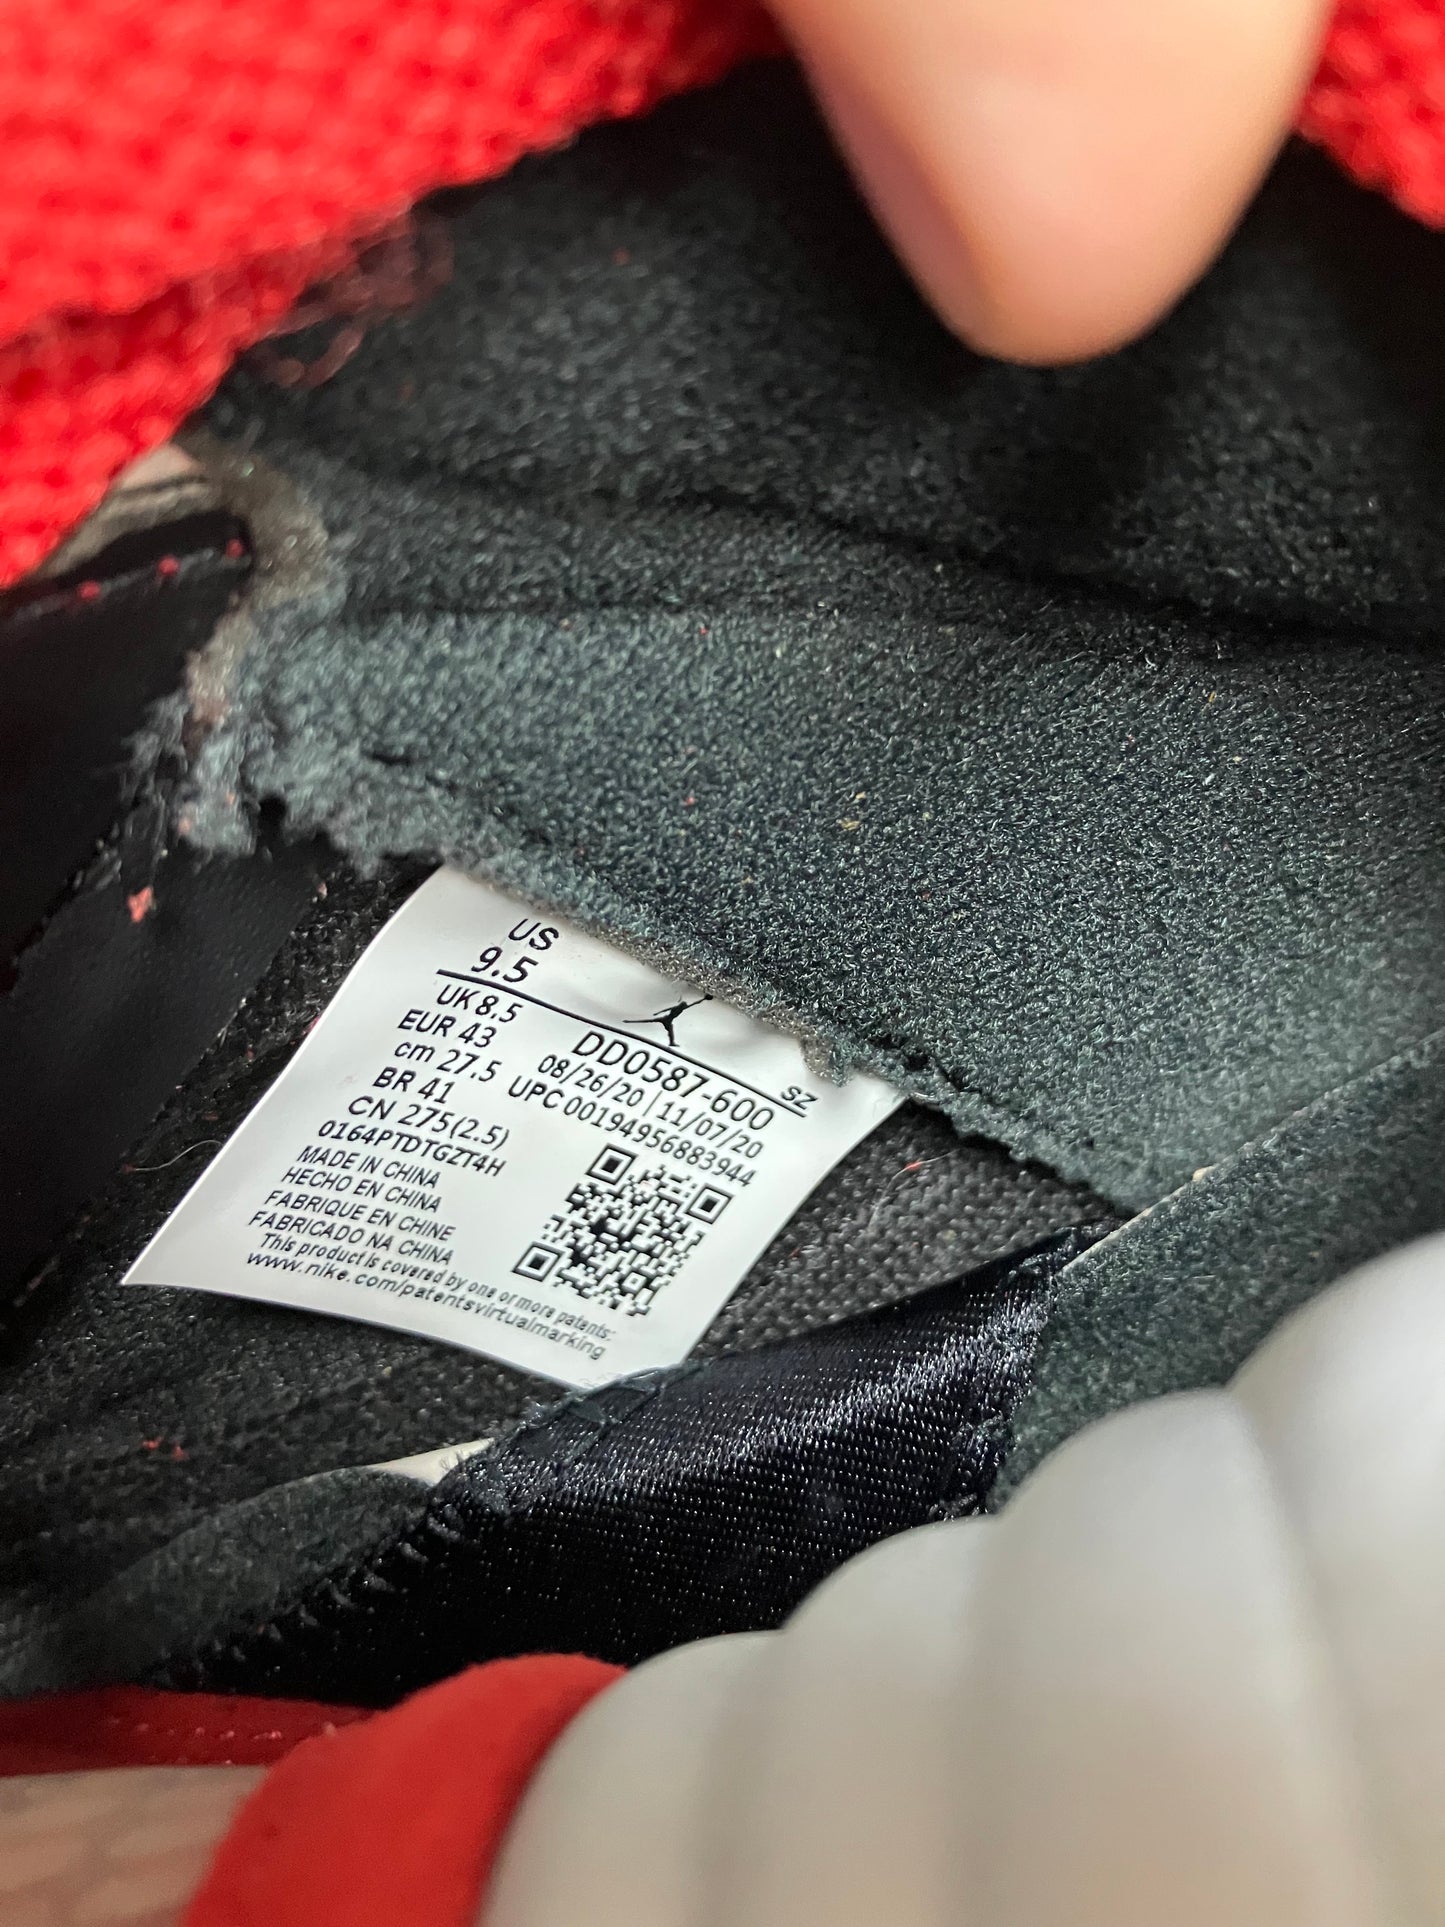 US
9.5
UK 8.5
EUR 43
cm 27.5
BR 41
CN 275(2.5)
0164PTDTGZT4H
MADE IN CHINA
HECHO EN CHINA
FABRIQUE EN CHINE
FABRICADO NA CHINA
This product is covered by one or more patents:
www.nike.com/patentsvirtualmarking
SZ
DD0587-600
08/26/20 | 11/07/20
UPC 00194956883944